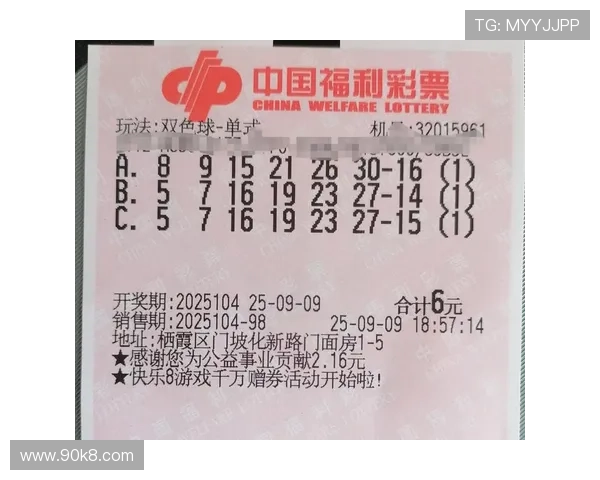 TG: MYYJJPP
中国福利彩票
CHINA WELFARE LOTTERY
玩法:双色球-单式 机号:32015961
A. 8 9 15 21 26 30-16 (1)
B. 5 7 16 19 23 27-14 (1)
C. 5 7 16 19 23 27-15 (1)
开奖期:2025104 25-09-09 合计6元
销售期:2025104-98 25-09-09 18:57:14
地址:栖霞区门坡化新路门面房1-5
★感谢您为公益事业贡献2.16元
★快乐8游戏千万赠券活动开始啦!
www.90k8.com